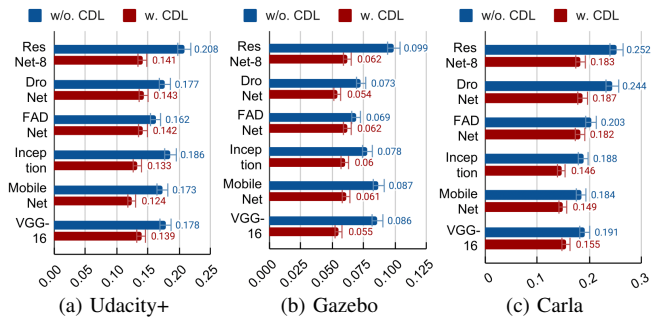 w/o. CDL w. CDL
Res
Net-8
0.208
0.141
Dro
Net
0.177
0.143
FAD
Net
0.162
0.142
Incep
tion
0.186
0.133
Mobile
Net
0.173
0.124
VGG-
16
0.178
0.139
0.00 0.05 0.10 0.15 0.20 0.25
(a) Udacity+
w/o. CDL w. CDL
Res
Net-8
0.099
0.062
Dro
Net
0.073
0.054
FAD
Net
0.069
0.062
Incep
tion
0.078
0.06
Mobile
Net
0.087
0.061
VGG-
16
0.086
0.055
0.000 0.025 0.050 0.075 0.100 0.125
(b) Gazebo
w/o. CDL w. CDL
Res
Net-8
0.252
0.183
Dro
Net
0.244
0.187
FAD
Net
0.203
0.182
Incep
tion
0.188
0.146
Mobile
Net
0.184
0.149
VGG-
16
0.191
0.155
0 0.1 0.2 0.3
(c) Carla